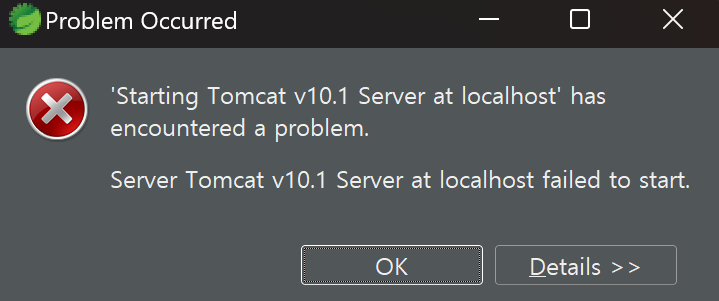 Problem Occurred
'Starting Tomcat v10.1 Server at localhost' has
encountered a problem.
Server Tomcat v10.1 Server at localhost failed to start.
OK
Details >>